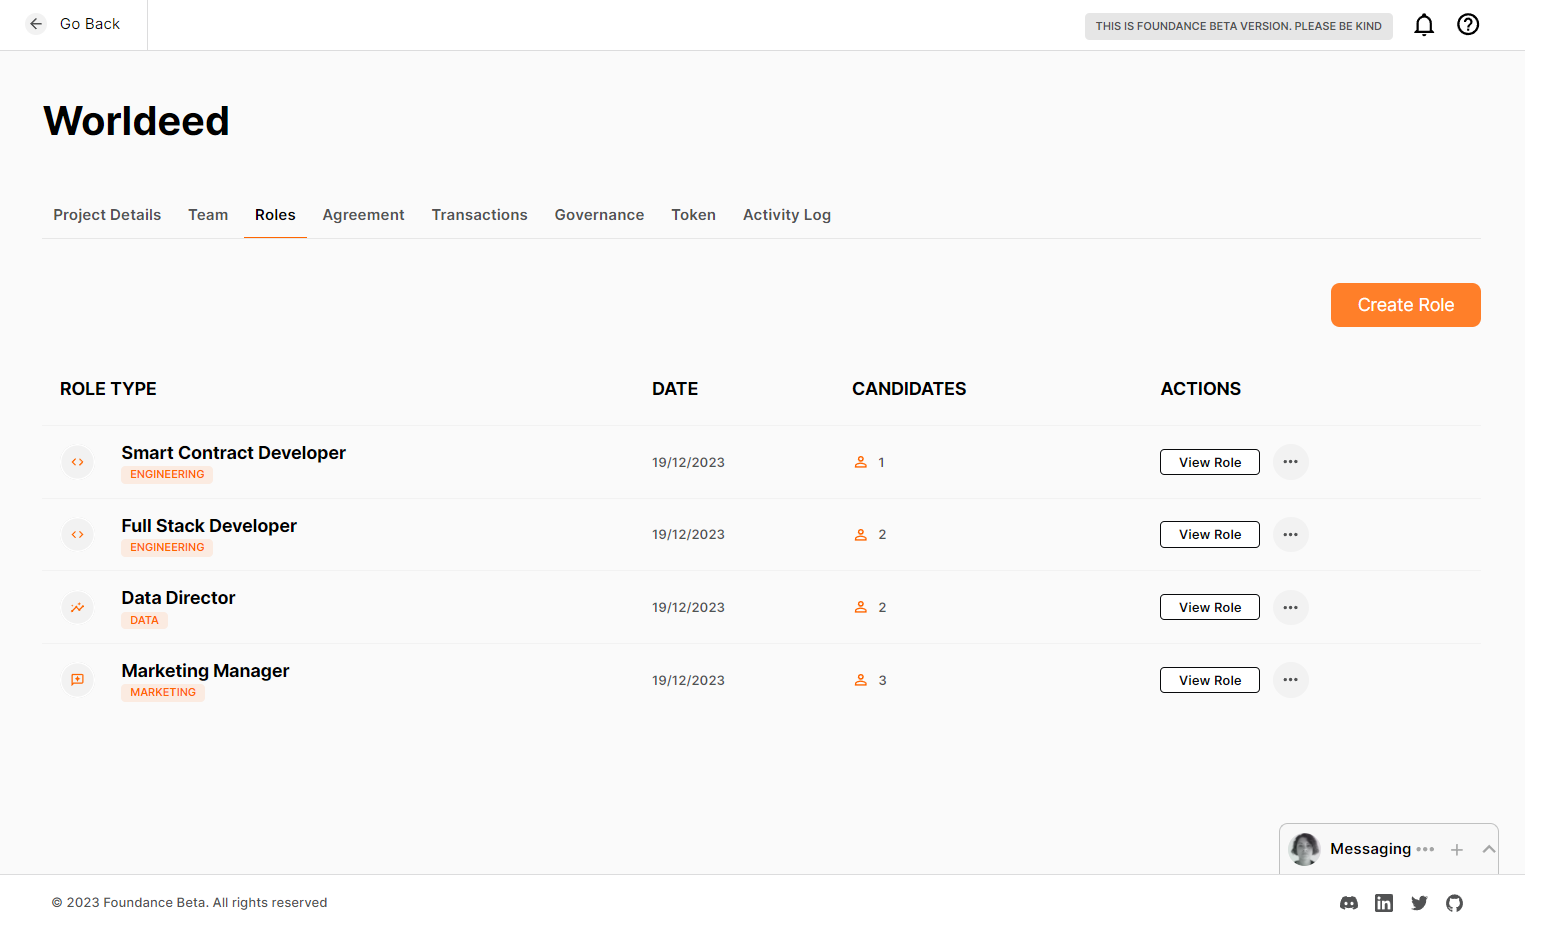 Go Back
THIS IS FOUNDANCE BETA VERSION. PLEASE BE KIND
Worldeed
Project Details Team Roles Agreement Transactions Governance Token Activity Log
Create Role
ROLE TYPE DATE CANDIDATES ACTIONS
Smart Contract Developer
ENGINEERING
19/12/2023 1 View Role
Full Stack Developer
ENGINEERING
19/12/2023 2 View Role
Data Director
DATA
19/12/2023 2 View Role
Marketing Manager
MARKETING
19/12/2023 3 View Role
Messaging
© 2023 Foundance Beta. All rights reserved